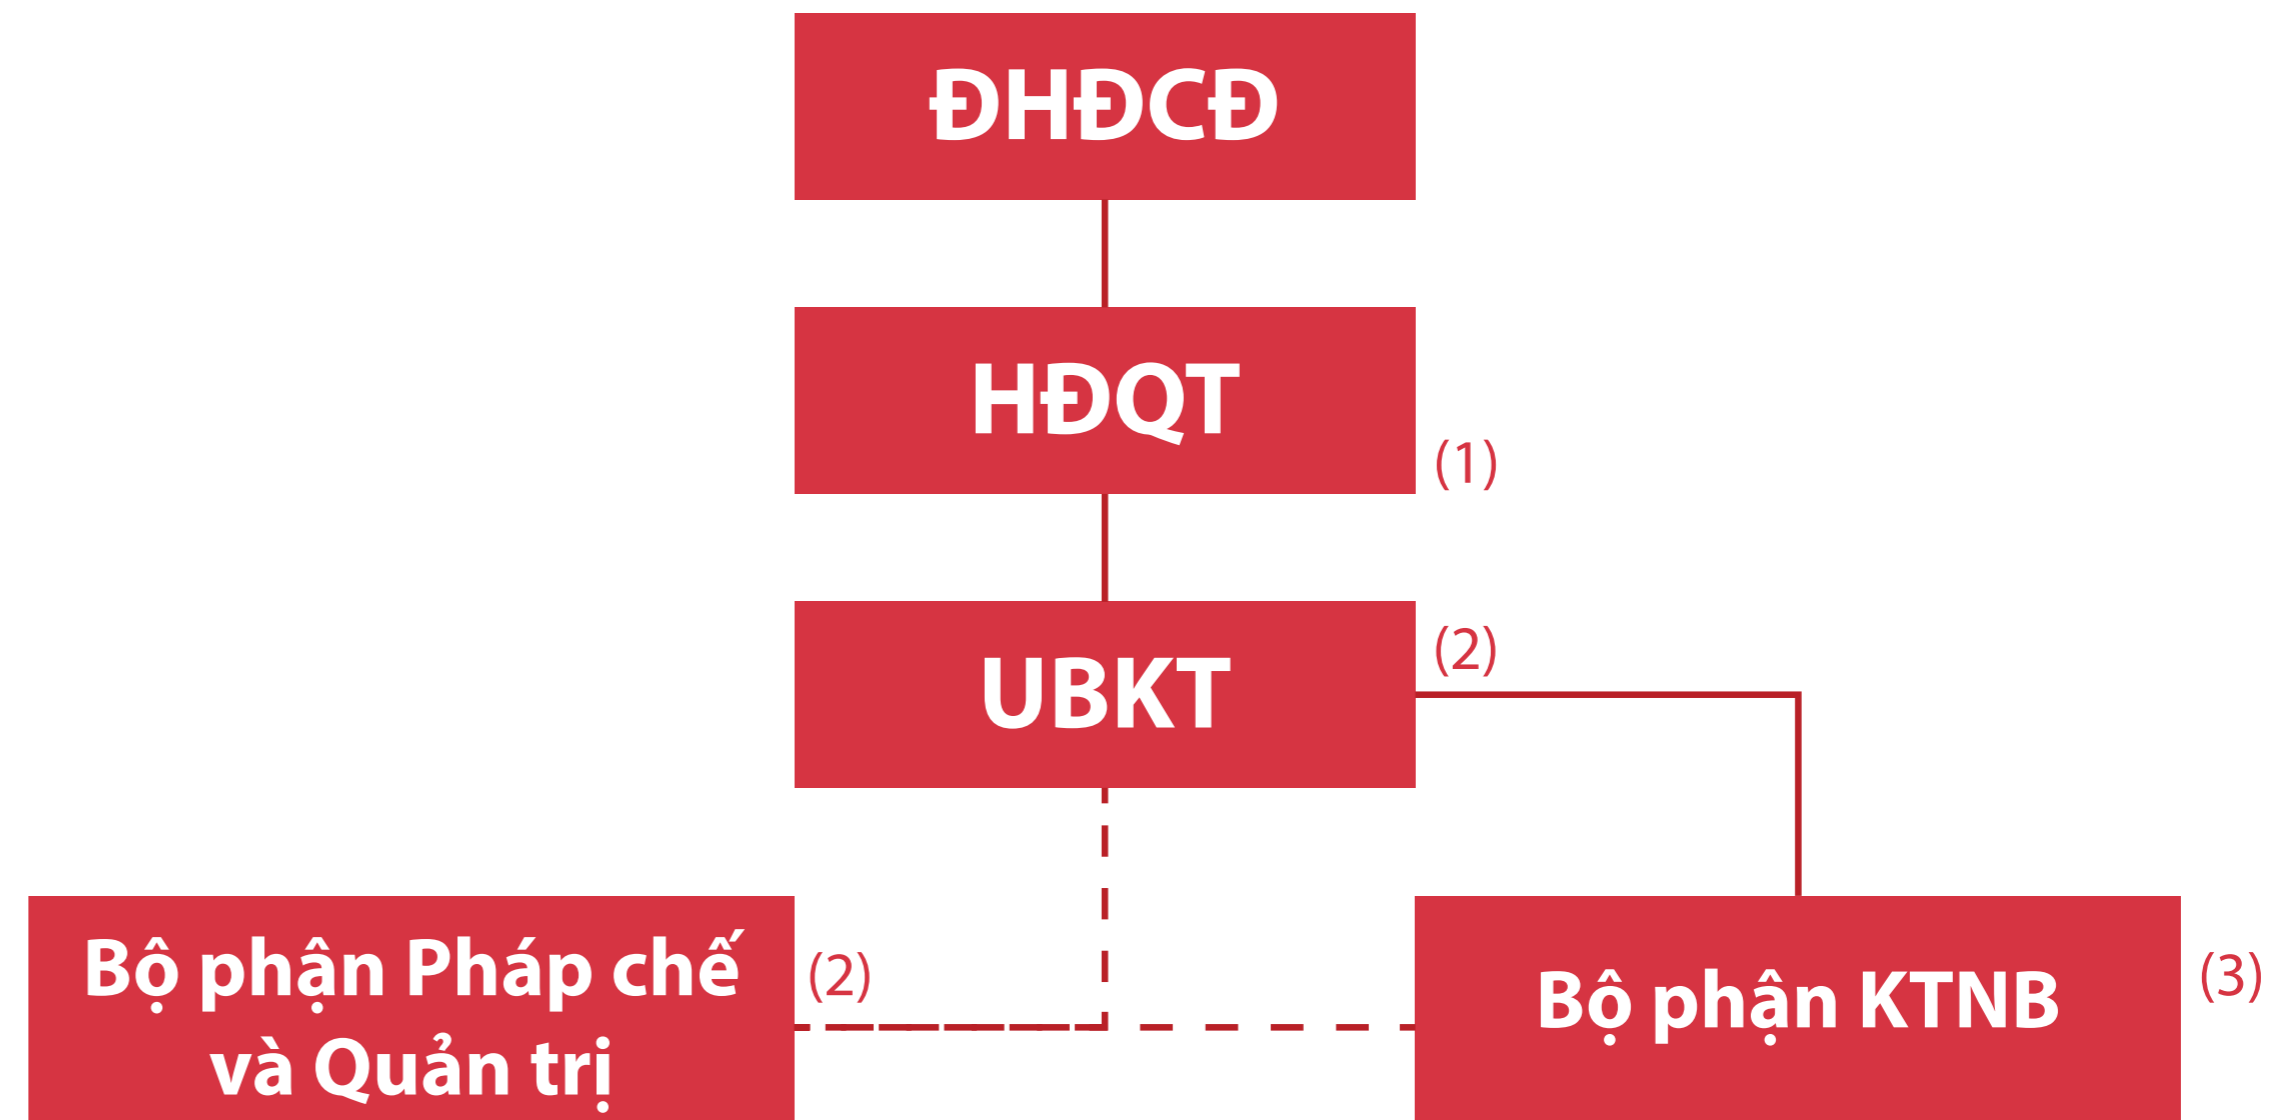 ĐHĐCĐ
HĐQT
(1)
UBKT
(2)
Bộ phận Pháp chế
và Quản trị
(2)
Bộ phận KTNB
(3)